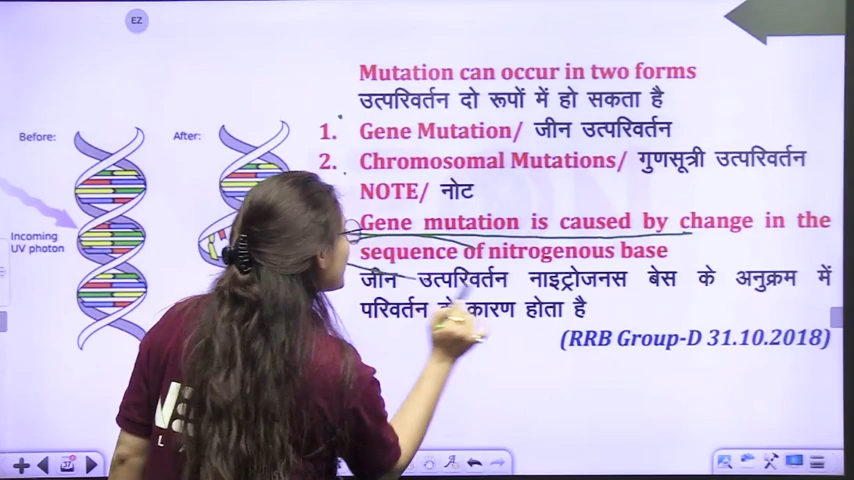 EZ
Mutation can occur in two forms
उत्परिवर्तन दो रूपों में हो सकता है
1. Gene Mutation/ जीन उत्परिवर्तन
2. Chromosomal Mutations/ गुणसूत्री उत्परिवर्तन
NOTE/ नोट
Gene mutation is caused by change in the
sequence of nitrogenous base
जीन उत्परिवर्तन नाइट्रोजनस बेस के अनुक्रम में
परिवर्तन के कारण होता है
(RRB Group-D 31.10.2018)
Before:
After:
Incoming
UV photon
37